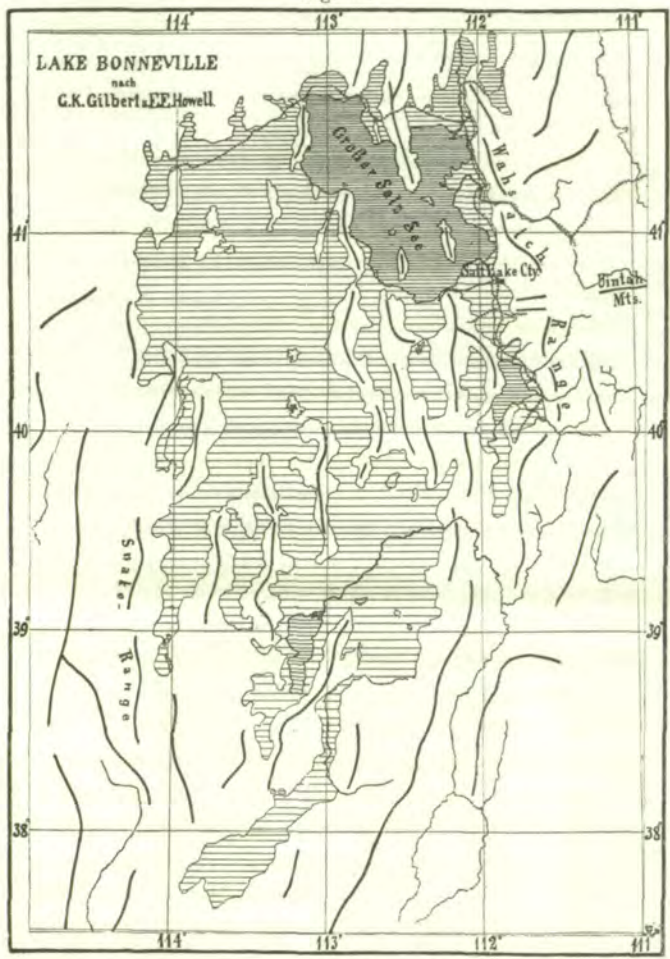 114°
113°
112°
111°
LAKE BONNEVILLE
nach
G.K. Gilbert & E.E. Howell.
Großer Salz See
Wahsatch
Range
41°
41°
Salt Lake Cty.
Uintah
Mts.
40°
40°
Snake-
Range
39°
39°
38°
38°
114°
113°
112°
111°